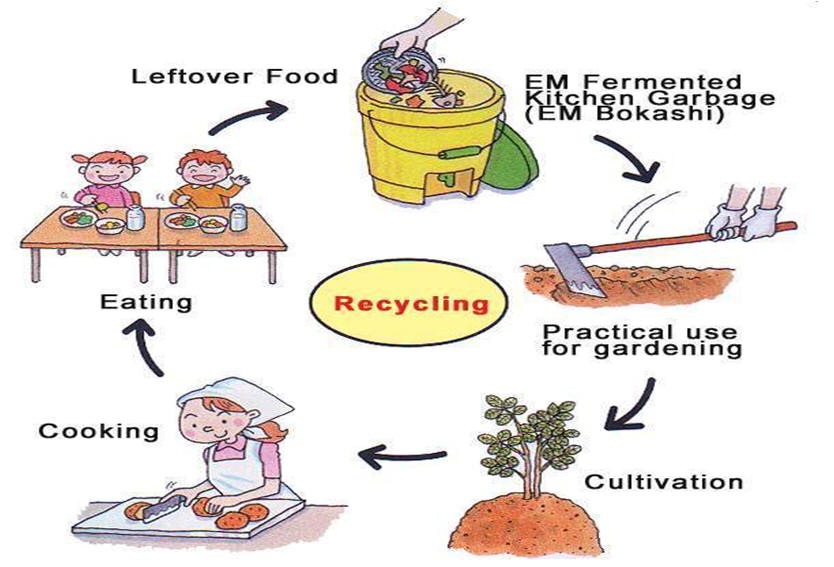 Leftover Food
EM Fermented
Kitchen Garbage
(EM Bokashi)
Practical use
for gardening
Cultivation
Cooking
Eating
Recycling